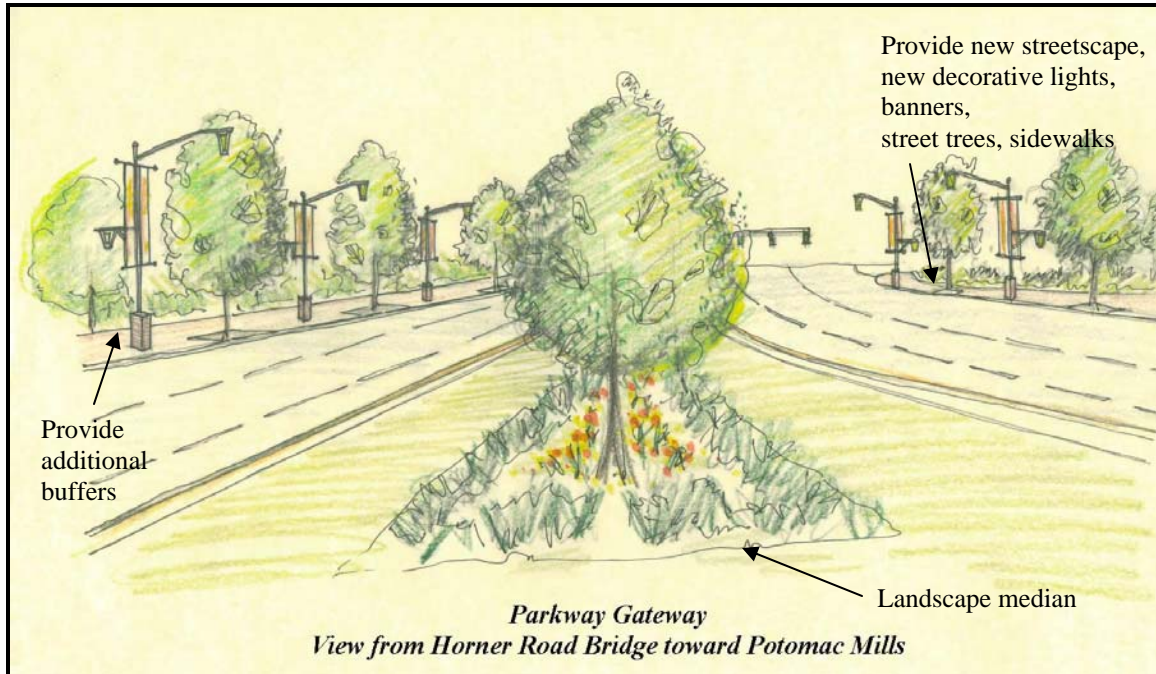 Provide new streetscape,
new decorative lights,
banners,
street trees, sidewalks
Provide
additional
buffers
Landscape median
Parkway Gateway
View from Horner Road Bridge toward Potomac Mills